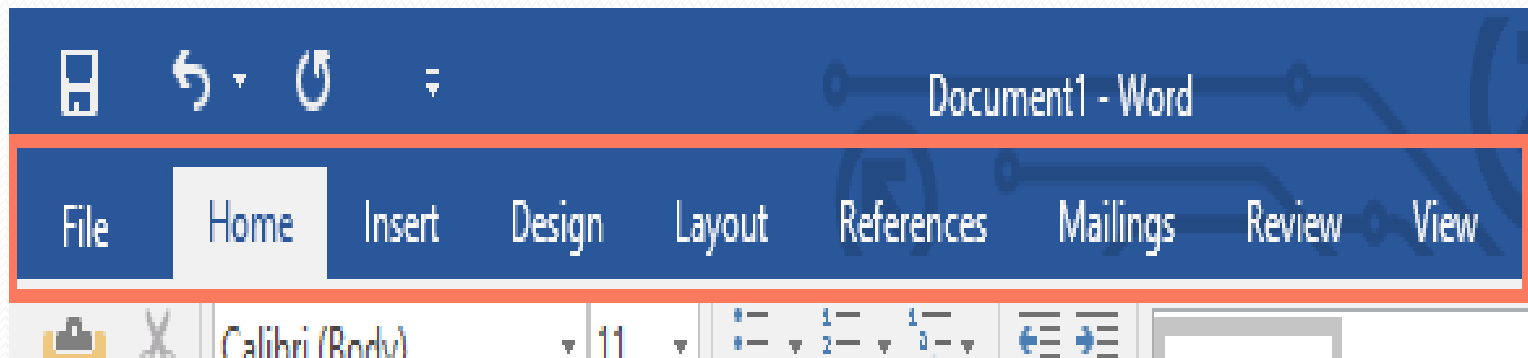 Document1 - Word
File Home Insert Design Layout References Mailings Review View
Calibri (Body) 11